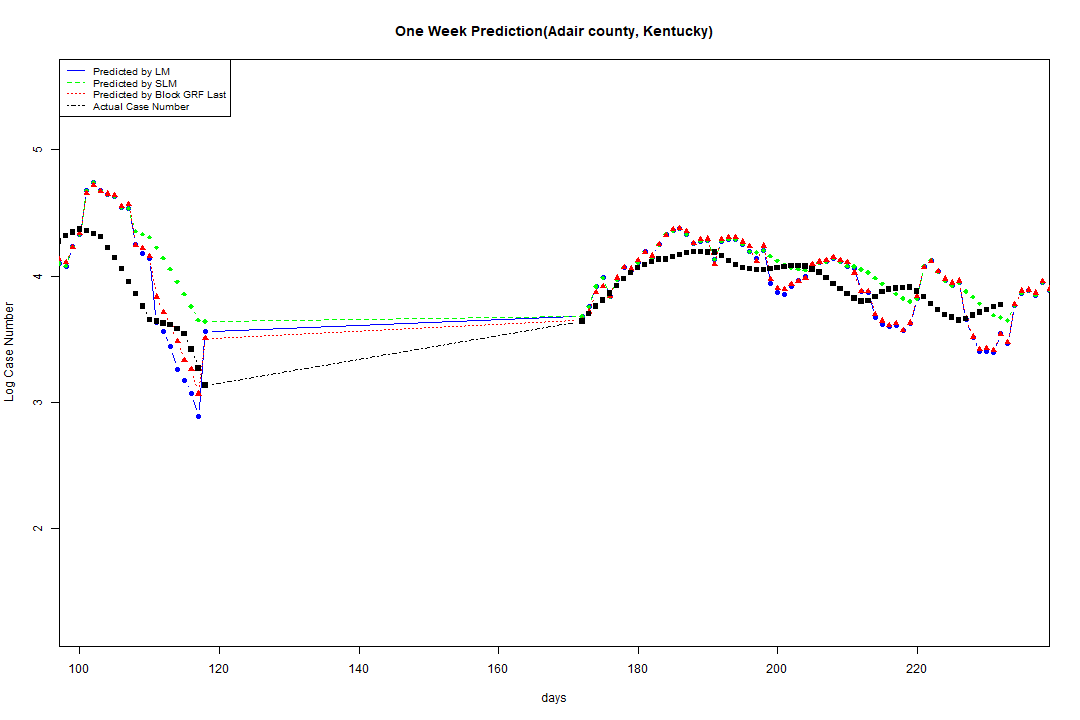 One Week Prediction(Adair county, Kentucky)
Predicted by LM
Predicted by SLM
Predicted by Block GRF Last
Actual Case Number
5
4
3
2
Log Case Number
100 120 140 160 180 200 220
days